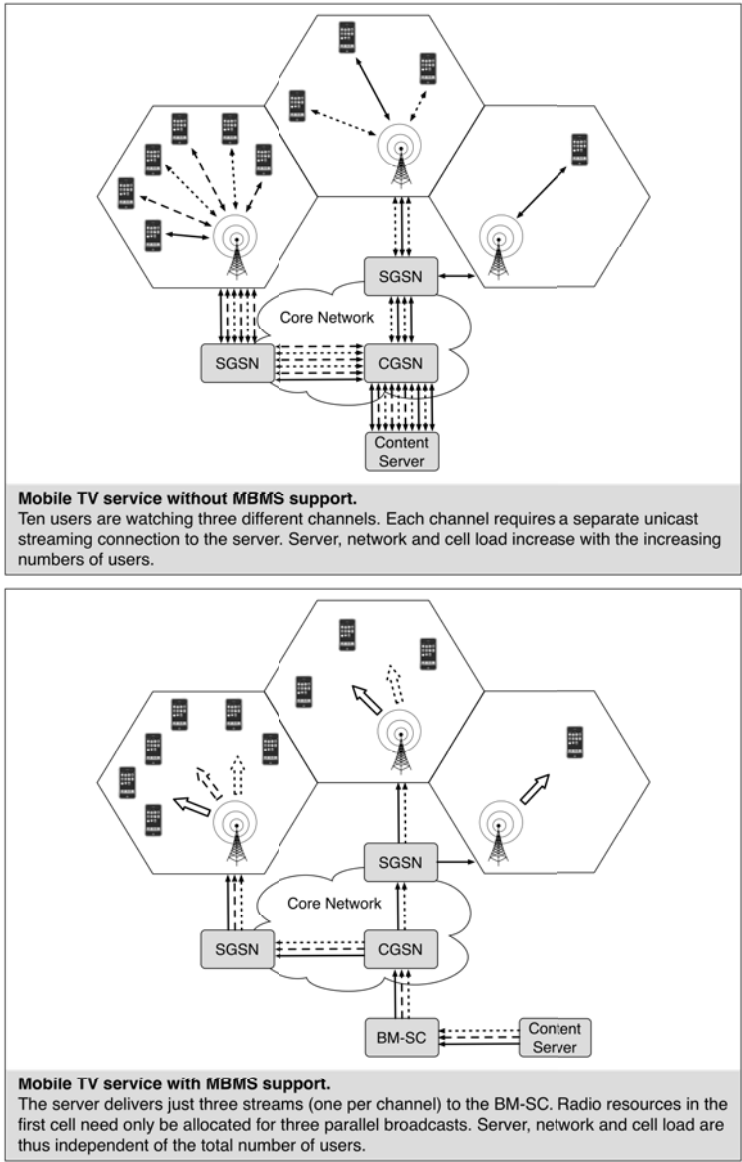 SGSN
Core Network
SGSN
CGSN
Content
Server
Mobile TV service without MBMS support.
Ten users are watching three different channels. Each channel requires a separate unicast
streaming connection to the server. Server, network and cell load increase with the increasing
numbers of users.
SGSN
Core Network
SGSN
CGSN
BM-SC
Content
Server
Mobile TV service with MBMS support.
The server delivers just three streams (one per channel) to the BM-SC. Radio resources in the
first cell need only be allocated for three parallel broadcasts. Server, network and cell load are
thus independent of the total number of users.